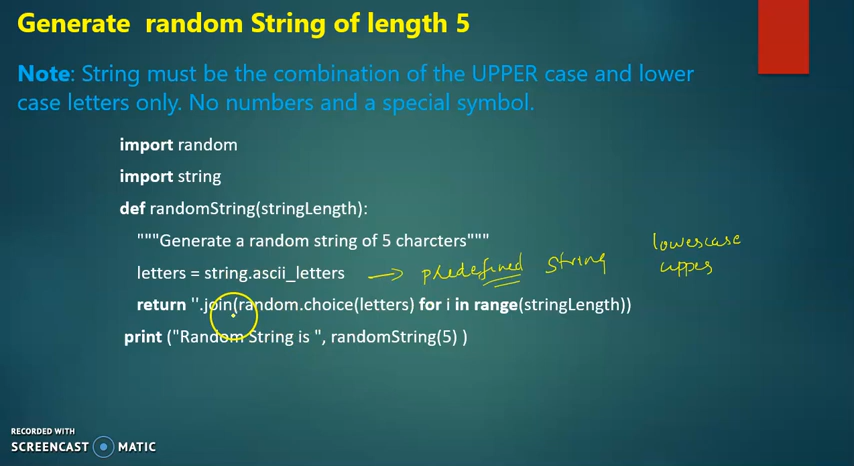 Generate random String of length 5
Note: String must be the combination of the UPPER case and lower
case letters only. No numbers and a special symbol.
import random
import string
def randomString(stringLength):
"""Generate a random string of 5 charcters"""
lowercase
letters = string.ascii_letters → predefined String
upper
return ''.join(random.choice(letters) for i in range(stringLength))
print ("Random String is ", randomString(5) )
RECORDED WITH
SCREENCAST MATIC